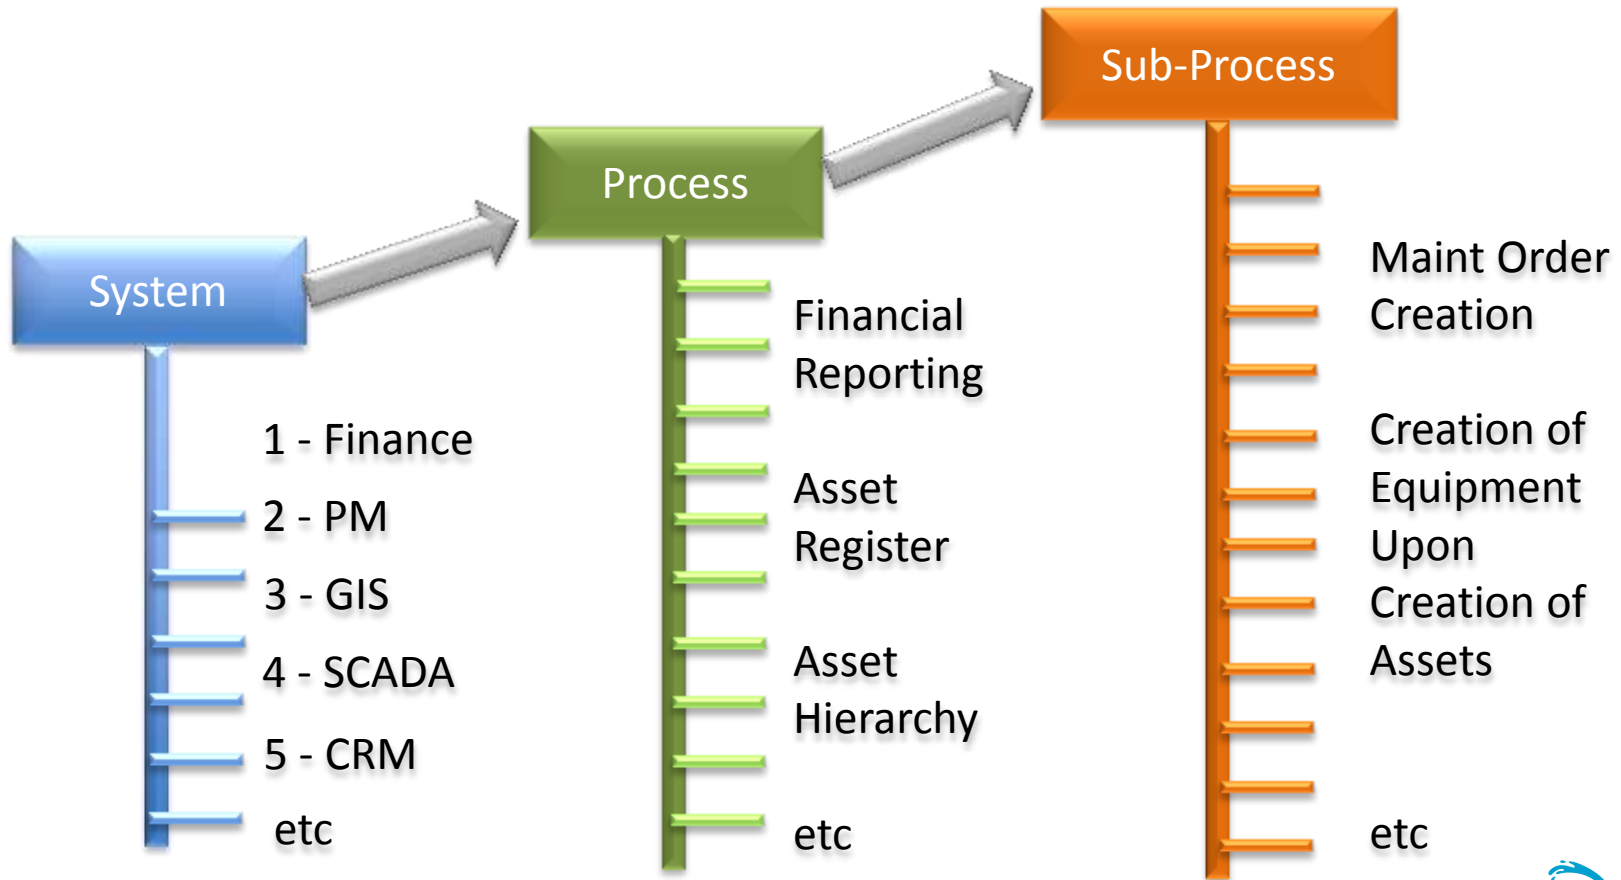 Sub-Process
Process
System
1 - Finance
2 - PM
3 - GIS
4 - SCADA
5 - CRM
etc
Financial
Reporting
Asset
Register
Asset
Hierarchy
etc
Maint Order
Creation
Creation of
Equipment
Upon
Creation of
Assets
etc